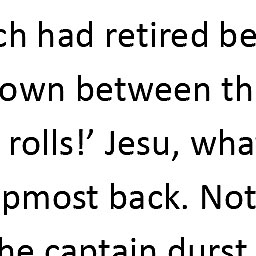 ch had retired be
own between th
rolls!’ Jesu, wha
pmost back. Not
he captain durst